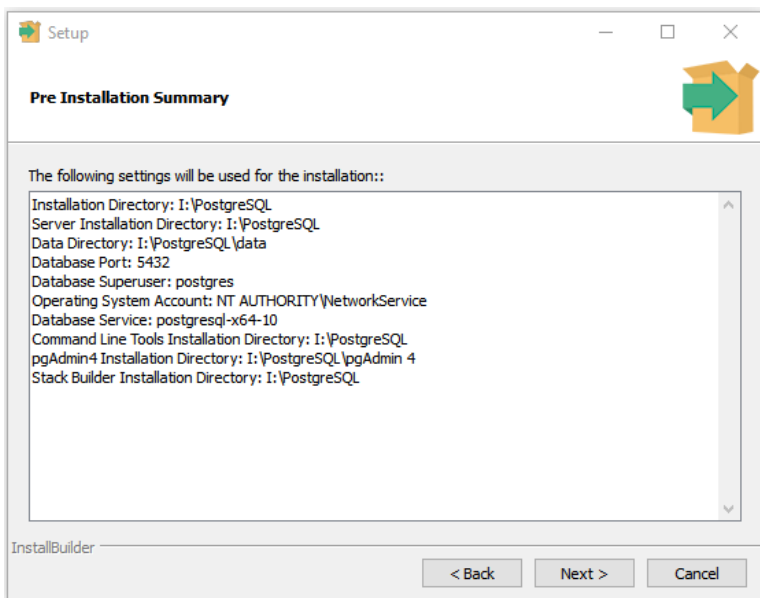 Setup
Pre Installation Summary
The following settings will be used for the installation::
Installation Directory: I:\PostgreSQL
Server Installation Directory: I:\PostgreSQL
Data Directory: I:\PostgreSQL\data
Database Port: 5432
Database Superuser: postgres
Operating System Account: NT AUTHORITY\NetworkService
Database Service: postgresql-x64-10
Command Line Tools Installation Directory: I:\PostgreSQL
pgAdmin4 Installation Directory: I:\PostgreSQL\pgAdmin 4
Stack Builder Installation Directory: I:\PostgreSQL
InstallBuilder
< Back Next > Cancel